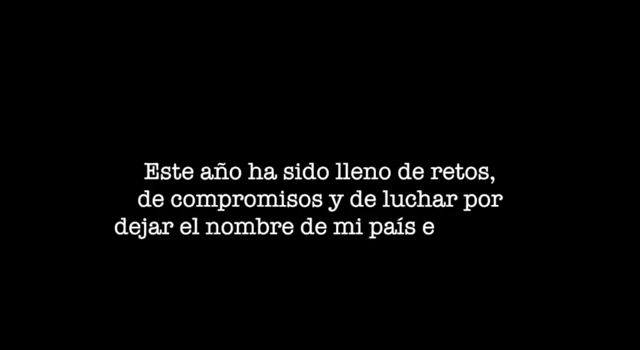 Este año ha sido lleno de retos,
de compromisos y de luchar por
dejar el nombre de mi país e